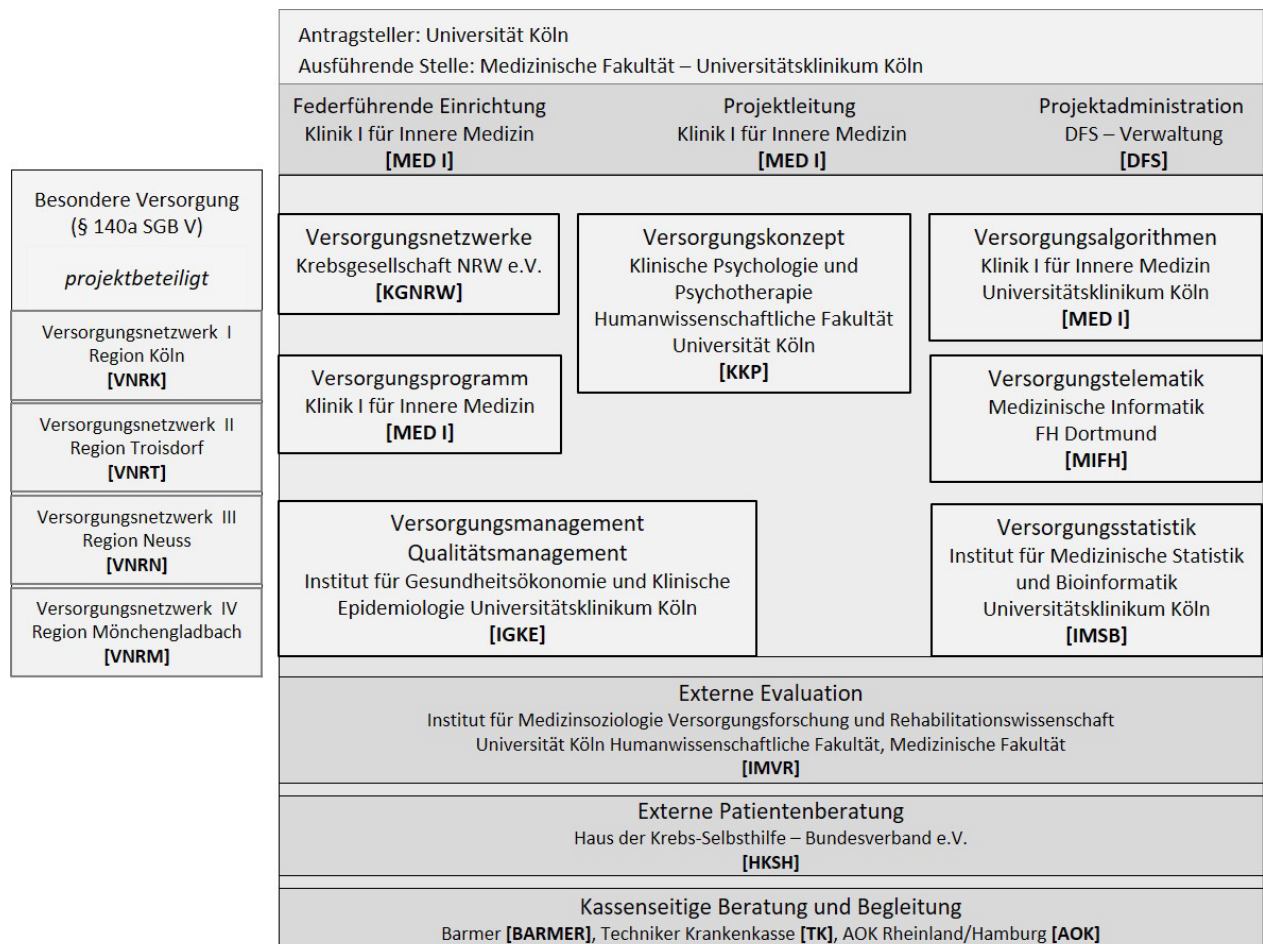 Antragsteller: Universität Köln
Ausführende Stelle: Medizinische Fakultät – Universitätsklinikum Köln
Federführende Einrichtung
Klinik I für Innere Medizin
[MED I]
Projektleitung
Klinik I für Innere Medizin
[MED I]
Projektadministration
DFS – Verwaltung
[DFS]
Besondere Versorgung
(§ 140a SGB V)
projektbeteiligt
Versorgungsnetzwerk I
Region Köln
[VNRK]
Versorgungsnetzwerk II
Region Troisdorf
[VNRT]
Versorgungsnetzwerk III
Region Neuss
[VNRN]
Versorgungsnetzwerk IV
Region Mönchengladbach
[VNRM]
Versorgungsnetzwerke
Krebsgesellschaft NRW e.V.
[KGNRW]
Versorgungskonzept
Klinische Psychologie und
Psychotherapie
Humanwissenschaftliche Fakultät
Universität Köln
[KKP]
Versorgungsalgorithmen
Klinik I für Innere Medizin
Universitätsklinikum Köln
[MED I]
Versorgungsprogramm
Klinik I für Innere Medizin
[MED I]
Versorgungstelematik
Medizinische Informatik
FH Dortmund
[MIFH]
Versorgungsmanagement
Qualitätsmanagement
Institut für Gesundheitsökonomie und Klinische
Epidemiologie Universitätsklinikum Köln
[IGKE]
Versorgungsstatistik
Institut für Medizinische Statistik
und Bioinformatik
Universitätsklinikum Köln
[IMSB]
Externe Evaluation
Institut für Medizinsoziologie Versorgungsforschung und Rehabilitationswissenschaft
Universität Köln Humanwissenschaftliche Fakultät, Medizinische Fakultät
[IMVR]
Externe Patientenberatung
Haus der Krebs-Selbsthilfe – Bundesverband e.V.
[HKSH]
Kassenseitige Beratung und Begleitung
Barmer [BARMER], Techniker Krankenkasse [TK], AOK Rheinland/Hamburg [AOK]